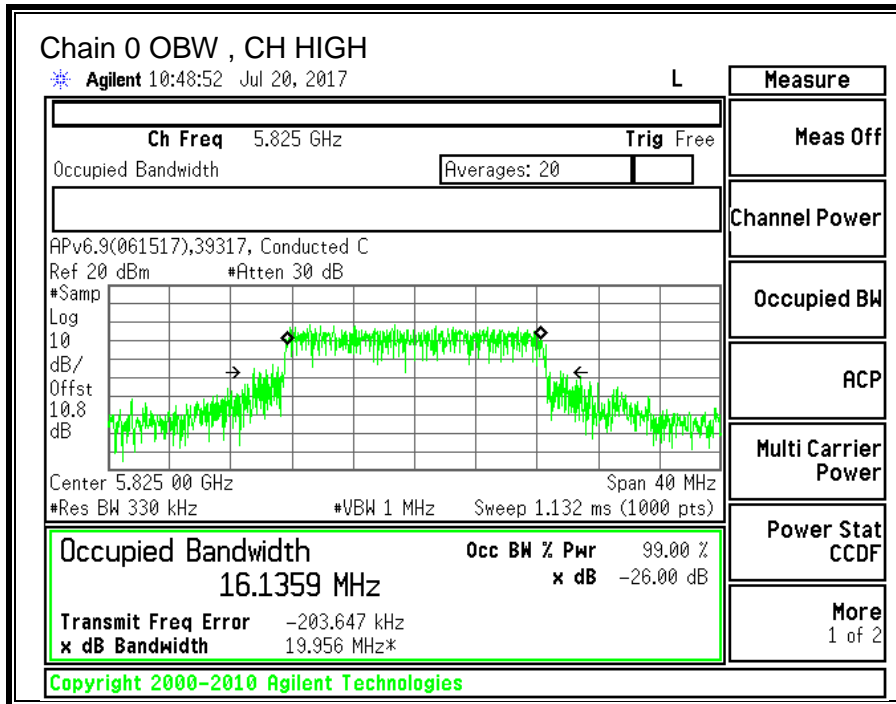 Chain 0 OBW , CH HIGH
Agilent 10:48:52 Jul 20, 2017 L
Ch Freq 5.825 GHz Trig Free
Occupied Bandwidth Averages: 20
APv6.9(061517),39317, Conducted C
Ref 20 dBm #Atten 30 dB
#Samp
Log
10
dB/
Offst
10.8
dB
Center 5.825 00 GHz Span 40 MHz
#Res BW 330 kHz #VBW 1 MHz Sweep 1.132 ms (1000 pts)
Occupied Bandwidth Occ BW % Pwr 99.00 %
16.1359 MHz x dB -26.00 dB
Transmit Freq Error -203.647 kHz
x dB Bandwidth 19.956 MHz*
Copyright 2000-2010 Agilent Technologies
Measure
Meas Off
Channel Power
Occupied BW
ACP
Multi Carrier
Power
Power Stat
CCDF
More
1 of 2